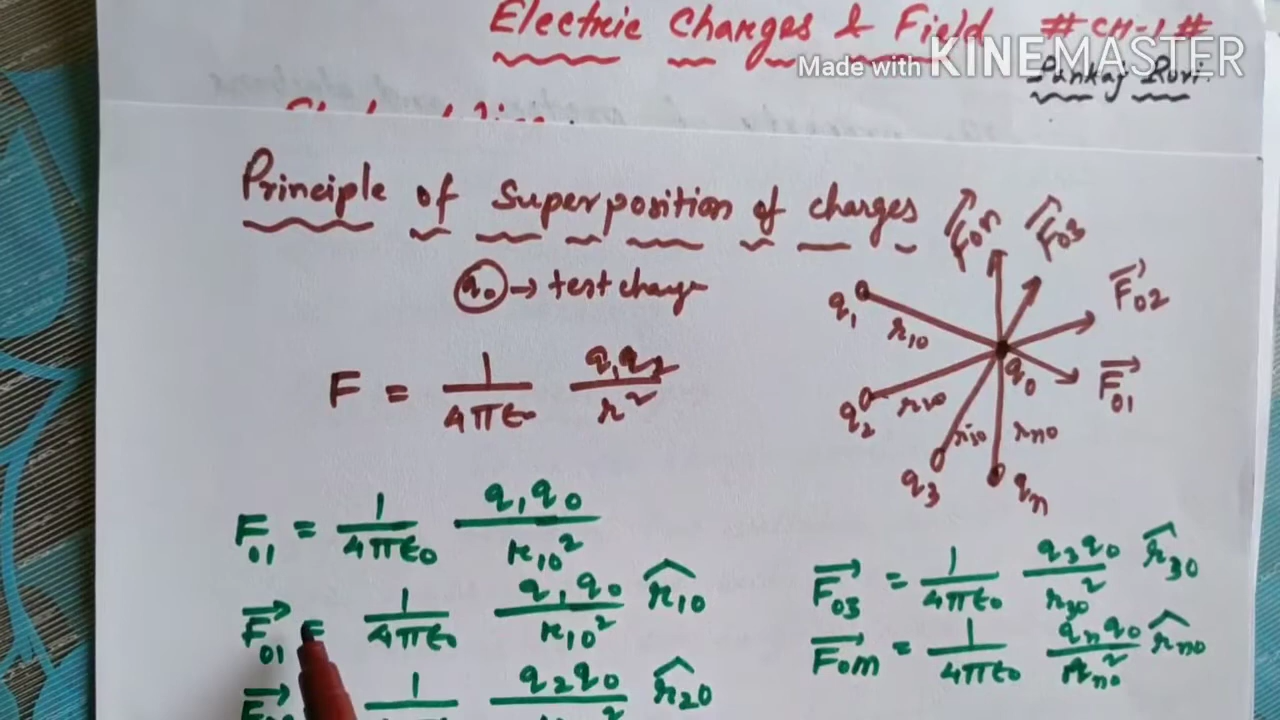 Electric Charges & Field # CH-1 #
Made with KINEMASTER
Pankaj
Principle of Superposition of charges
q₀ → test charge
F = 1/4πε₀ q₁q₂/r²
F⃗0n F⃗03
F⃗02
F⃗01
q₁ r₁₀
q₀
q₂ r₂₀
r₃₀ rn0
q₃ qn
F₀₁ = 1/4πε₀ q₁q₀/r₁₀²
F⃗₀₁ = 1/4πε₀ q₁q₀/r₁₀² r̂₁₀
1 q₂q₀ r̂₂₀
F⃗₀₃ = 1/4πε₀ q₃q₀/r₃₀² r̂₃₀
F⃗0n = 1/4πε₀ qnq₀/rn0² r̂n0